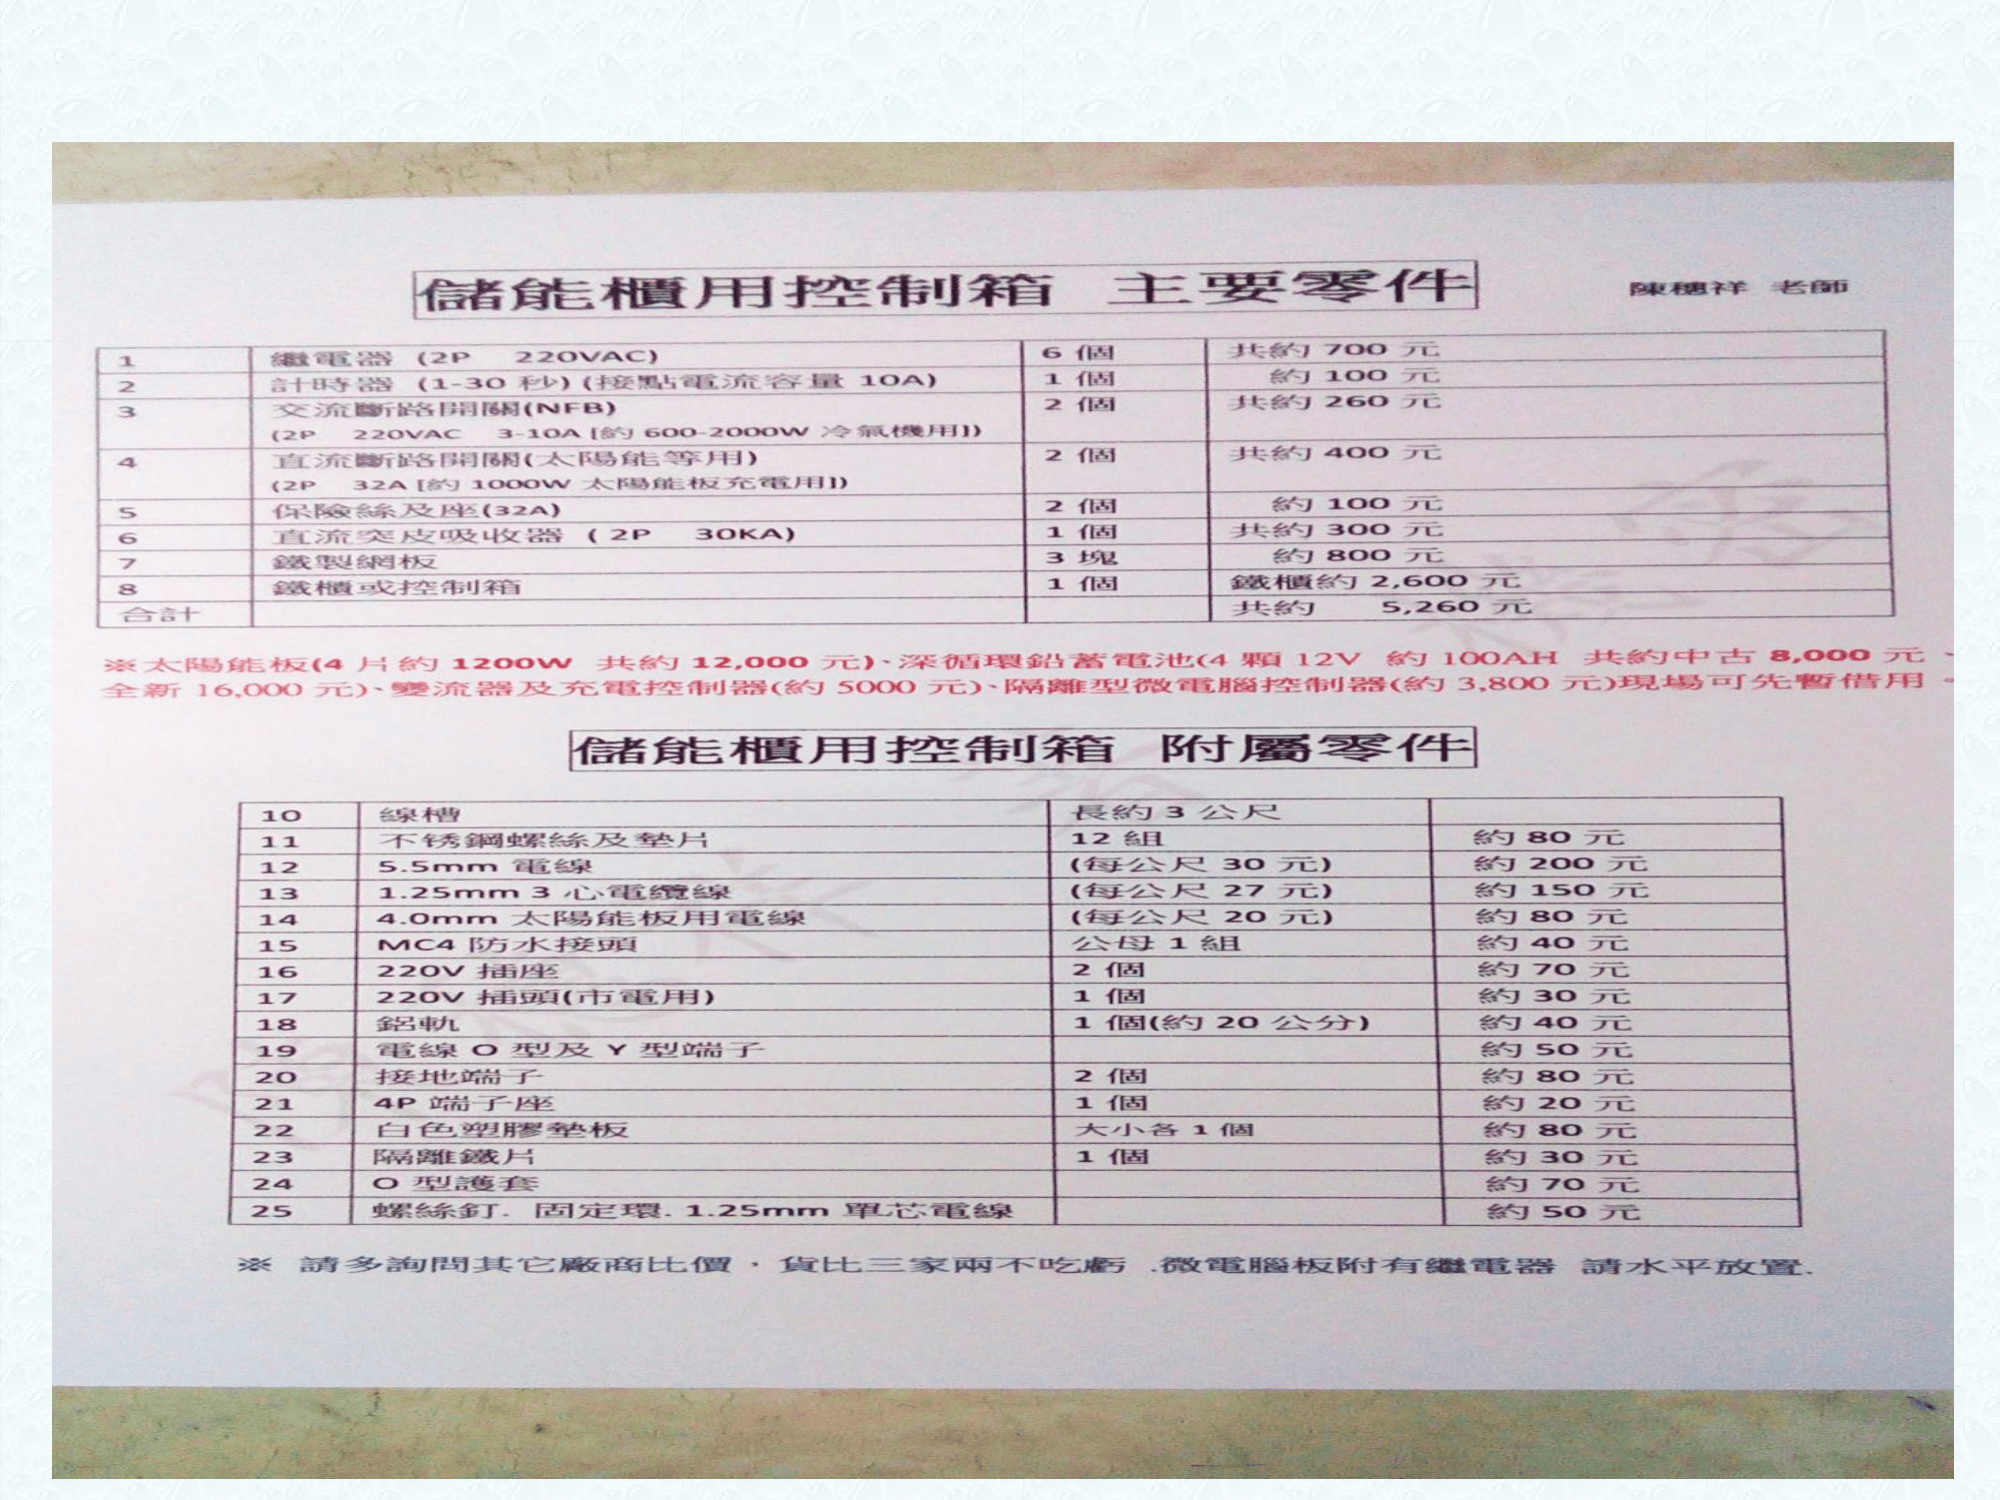 儲能櫃用控制箱 主要零件 陳穗祥 老師
1 繼電器 (2P 220VAC) 6 個 共約 700 元
2 計時器 (1-30 秒) (接點電流容量 10A) 1 個 約 100 元
3 交流斷路開關(NFB) 2 個 共約 260 元
(2P 220VAC 3-10A [約 600-2000W 冷氣機用])
4 直流斷路開關(太陽能等用) 2 個 共約 400 元
(2P 32A [約 1000W 太陽能板充電用])
5 保險絲及座(32A) 2 個 約 100 元
6 直流突皮吸收器 ( 2P 30KA) 1 個 共約 300 元
7 鐵製網板 3 塊 約 800 元
8 鐵櫃或控制箱 1 個 鐵櫃約 2,600 元
合計 共約 5,260 元
※太陽能板(4 片約 1200W 共約 12,000 元)、深循環鉛蓄電池(4 顆 12V 約 100AH 共約中古 8,000 元、
全新 16,000 元)、變流器及充電控制器(約 5000 元)、隔離型微電腦控制器(約 3,800 元)現場可先暫借用。
儲能櫃用控制箱 附屬零件
10 線槽 長約 3 公尺
11 不锈鋼螺絲及墊片 12 組 約 80 元
12 5.5mm 電線 (每公尺 30 元) 約 200 元
13 1.25mm 3 心電纜線 (每公尺 27 元) 約 150 元
14 4.0mm 太陽能板用電線 (每公尺 20 元) 約 80 元
15 MC4 防水接頭 公母 1 組 約 40 元
16 220V 插座 2 個 約 70 元
17 220V 插頭(市電用) 1 個 約 30 元
18 鋁軌 1 個(約 20 公分) 約 40 元
19 電線 O 型及 Y 型端子 約 50 元
20 接地端子 2 個 約 80 元
21 4P 端子座 1 個 約 20 元
22 白色塑膠墊板 大小各 1 個 約 80 元
23 隔離鐵片 1 個 約 30 元
24 O 型護套 約 70 元
25 螺絲釘. 固定環. 1.25mm 單芯電線 約 50 元
※ 請多詢問其它廠商比價，貨比三家兩不吃虧 .微電腦板附有繼電器 請水平放置.